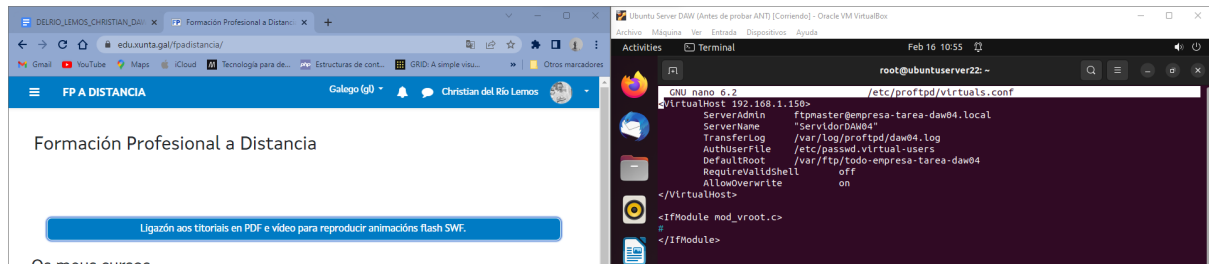 DELRIO_LEMOS_CHRISTIAN_DAW
Formación Profesional a Distanci
edu.xunta.gal/fpadistancia/
Gmail YouTube Maps iCloud Tecnología para de... Estructuras de cont... GRID: A simple visu... » Otros marcadores
FP A DISTANCIA Galego (gl) Christian del Río Lemos
Formación Profesional a Distancia
Ligazón aos titoriais en PDF e vídeo para reproducir animacións flash SWF.
Os meus cursos
Ubuntu Server DAW (Antes de probar ANT) [Corriendo] - Oracle VM VirtualBox
Archivo Máquina Ver Entrada Dispositivos Ayuda
Activities Terminal Feb 16 10:55
root@ubuntuserver22: ~
GNU nano 6.2 /etc/proftpd/virtuals.conf
<VirtualHost 192.168.1.150>
ServerAdmin ftpmaster@empresa-tarea-daw04.local
ServerName "ServidorDAW04"
TransferLog /var/log/proftpd/daw04.log
AuthUserFile /etc/passwd.virtual-users
DefaultRoot /var/ftp/todo-empresa-tarea-daw04
RequireValidShell off
AllowOverwrite on
</VirtualHost>
<IfModule mod_vroot.c>
#
</IfModule>